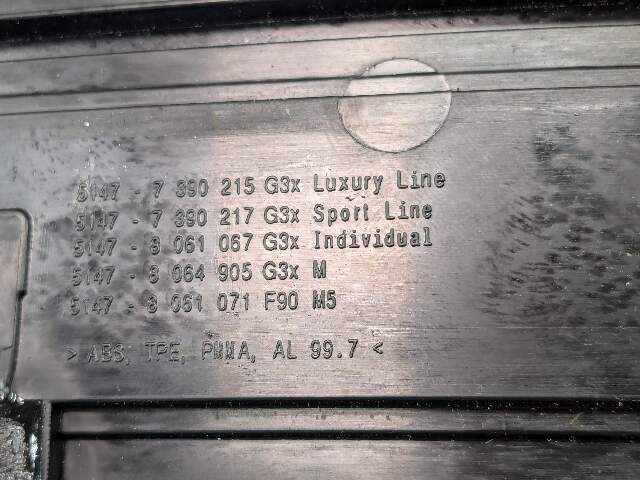 5147 - 7 390 215 G3x Luxury Line
5147 - 7 390 217 G3x Sport Line
5147 - 8 061 067 G3x Individual
5147 - 8 064 905 G3x M
5147 - 8 061 071 F90 M5
> ABS, TPE, PMMA, AL 99.7 <